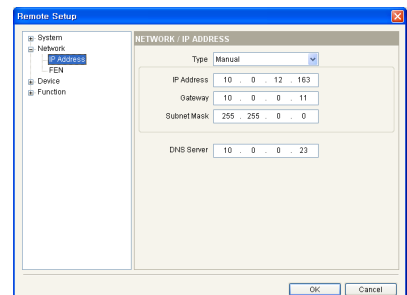 Remote Setup
System
Network
IP Address
FEN
Device
Function
NETWORK / IP ADDRESS
Type Manual
IP Address 10 . 0 . 12 . 163
Gateway 10 . 0 . 0 . 11
Subnet Mask 255 . 255 . 0 . 0
DNS Server 10 . 0 . 0 . 23
OK Cancel